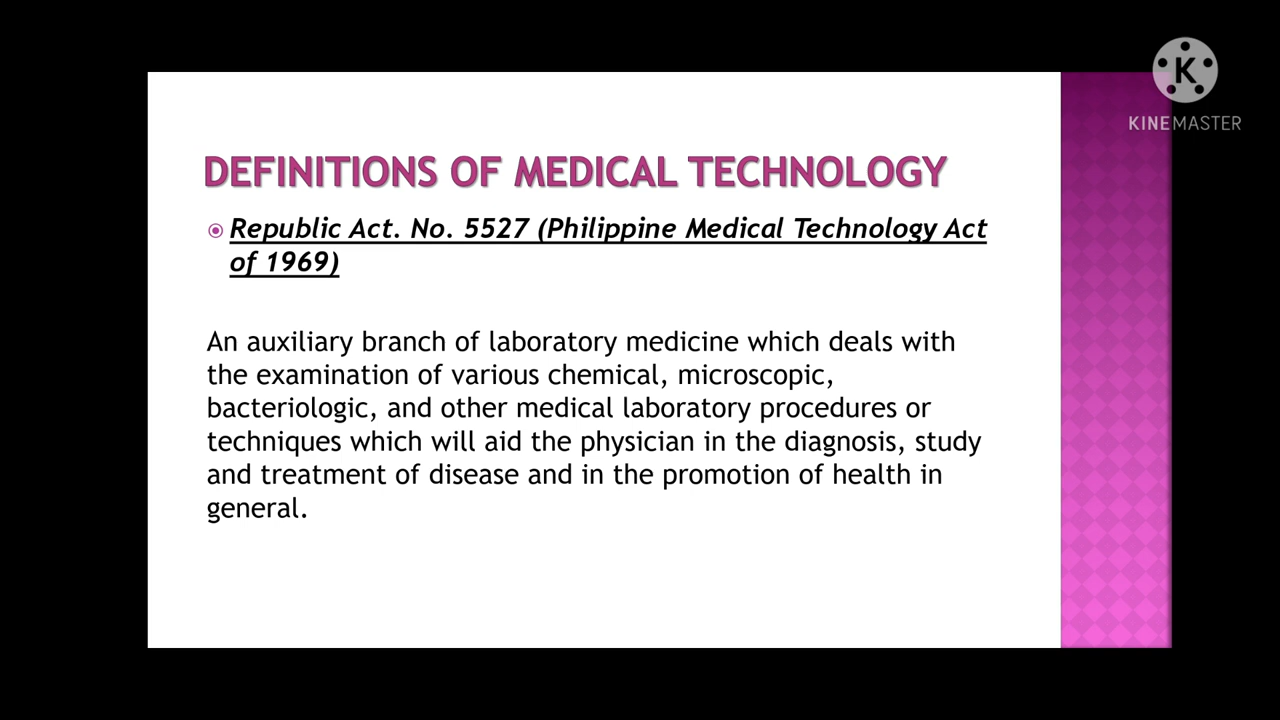 K
KINEMASTER
DEFINITIONS OF MEDICAL TECHNOLOGY
Republic Act. No. 5527 (Philippine Medical Technology Act
of 1969)
An auxiliary branch of laboratory medicine which deals with
the examination of various chemical, microscopic,
bacteriologic, and other medical laboratory procedures or
techniques which will aid the physician in the diagnosis, study
and treatment of disease and in the promotion of health in
general.